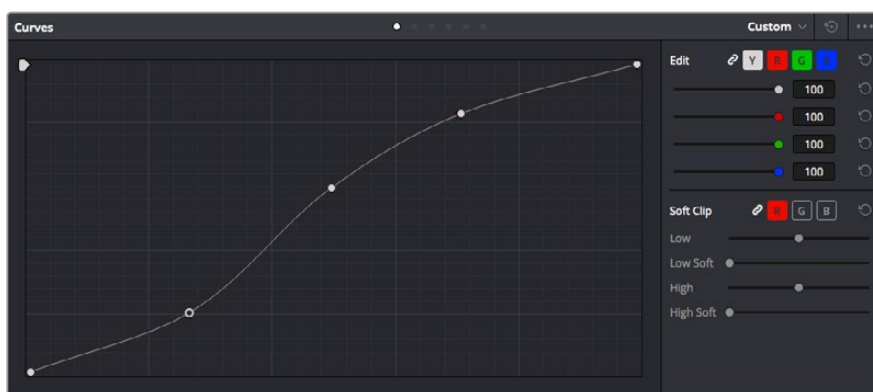 Curves
Custom
Edit Y R G B
100
100
100
100
Soft Clip R G B
Low
Low Soft
High
High Soft